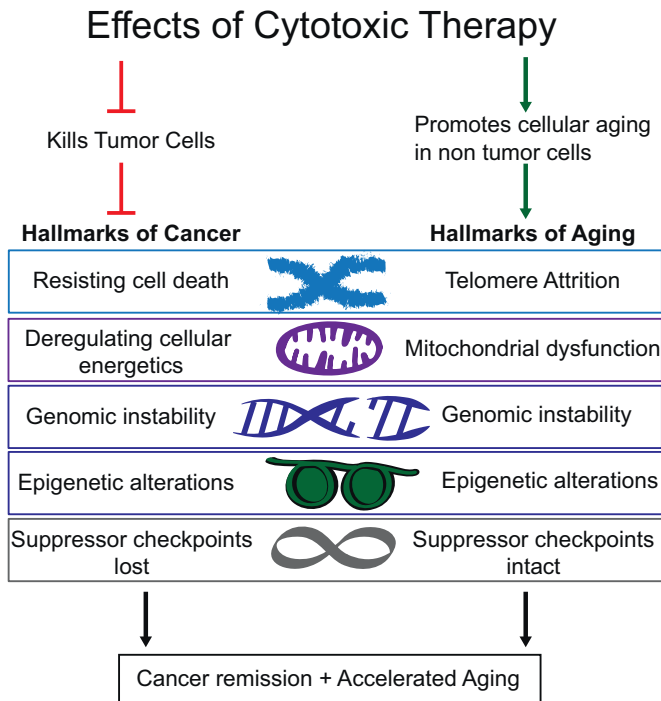 Effects of Cytotoxic Therapy
Kills Tumor Cells
Promotes cellular aging
in non tumor cells
Hallmarks of Cancer
Hallmarks of Aging
Resisting cell death
Telomere Attrition
Deregulating cellular
energetics
Mitochondrial dysfunction
Genomic instability
Genomic instability
Epigenetic alterations
Epigenetic alterations
Suppressor checkpoints
lost
Suppressor checkpoints
intact
Cancer remission + Accelerated Aging